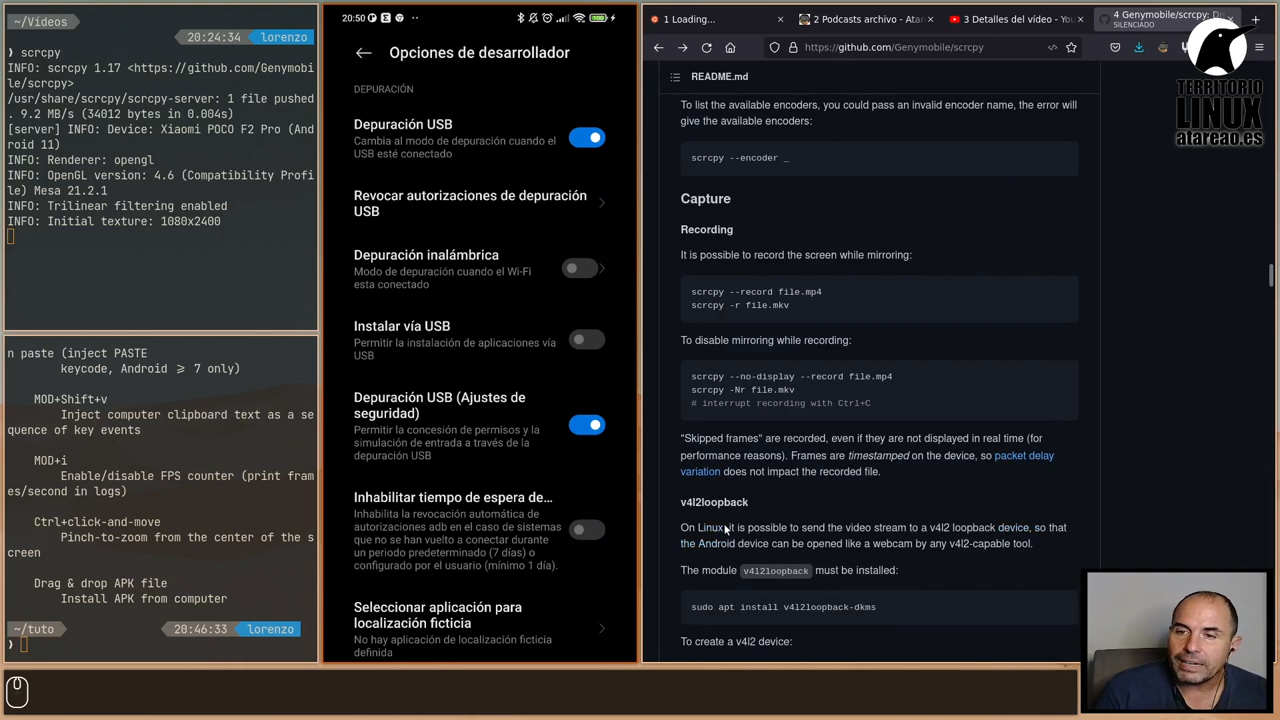 ~/Vídeos
20:24:34 lorenzo
❯ scrcpy
INFO: scrcpy 1.17 <https://github.com/Genymobi
le/scrcpy>
/usr/share/scrcpy/scrcpy-server: 1 file pushed
. 9.2 MB/s (34012 bytes in 0.004s)
[server] INFO: Device: Xiaomi POCO F2 Pro (And
roid 11)
INFO: Renderer: opengl
INFO: OpenGL version: 4.6 (Compatibility Profi
le) Mesa 21.2.1
INFO: Trilinear filtering enabled
INFO: Initial texture: 1080x2400
n paste (inject PASTE
keycode, Android ⩾ 7 only)
MOD+Shift+v
Inject computer clipboard text as a se
quence of key events
MOD+i
Enable/disable FPS counter (print fram
es/second in logs)
Ctrl+click-and-move
Pinch-to-zoom from the center of the s
creen
Drag & drop APK file
Install APK from computer
~/tuto
20:46:33 lorenzo
❯
20:50
Opciones de desarrollador
DEPURACIÓN
Depuración USB
Cambia al modo de depuración cuando el
USB esté conectado
Revocar autorizaciones de depuración
USB
Depuración inalámbrica
Modo de depuración cuando el Wi-Fi
esta conectado
Instalar vía USB
Permitir la instalación de aplicaciones vía
USB
Depuración USB (Ajustes de
seguridad)
Permitir la concesión de permisos y la
simulación de entrada a través de la
depuración USB
Inhabilitar tiempo de espera de...
Inhabilita la revocación automática de
autorizaciones adb en el caso de sistemas
que no se han vuelto a conectar durante
un periodo predeterminado (7 días) o
configurado por el usuario (mínimo 1 día).
Seleccionar aplicación para
localización ficticia
No hay aplicación de localización ficticia
definida
1 Loading...
2 Podcasts archivo - Atar
3 Detalles del vídeo - You
4 Genymobile/scrcpy: Di
SILENCIADO
https://github.com/Genymobile/scrcpy
README.md
To list the available encoders, you could pass an invalid encoder name, the error will
give the available encoders:
scrcpy --encoder _
Capture
Recording
It is possible to record the screen while mirroring:
scrcpy --record file.mp4
scrcpy -r file.mkv
To disable mirroring while recording:
scrcpy --no-display --record file.mp4
scrcpy -Nr file.mkv
# interrupt recording with Ctrl+C
"Skipped frames" are recorded, even if they are not displayed in real time (for
performance reasons). Frames are timestamped on the device, so packet delay
variation does not impact the recorded file.
v4l2loopback
On Linux, it is possible to send the video stream to a v4l2 loopback device, so that
the Android device can be opened like a webcam by any v4l2-capable tool.
The module v4l2loopback must be installed:
sudo apt install v4l2loopback-dkms
To create a v4l2 device:
TERRITORIO
LINUX
atareao.es